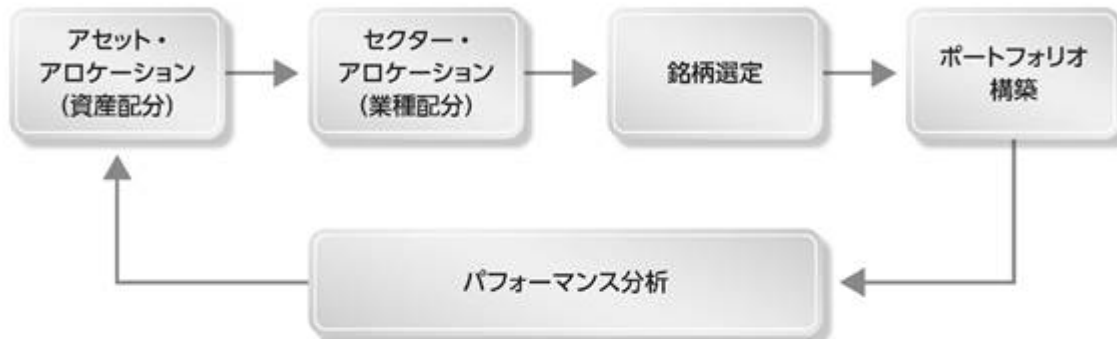 アセット・
アロケーション
(資産配分)
セクター・
アロケーション
(業種配分)
銘柄選定
ポートフォリオ
構築
パフォーマンス分析